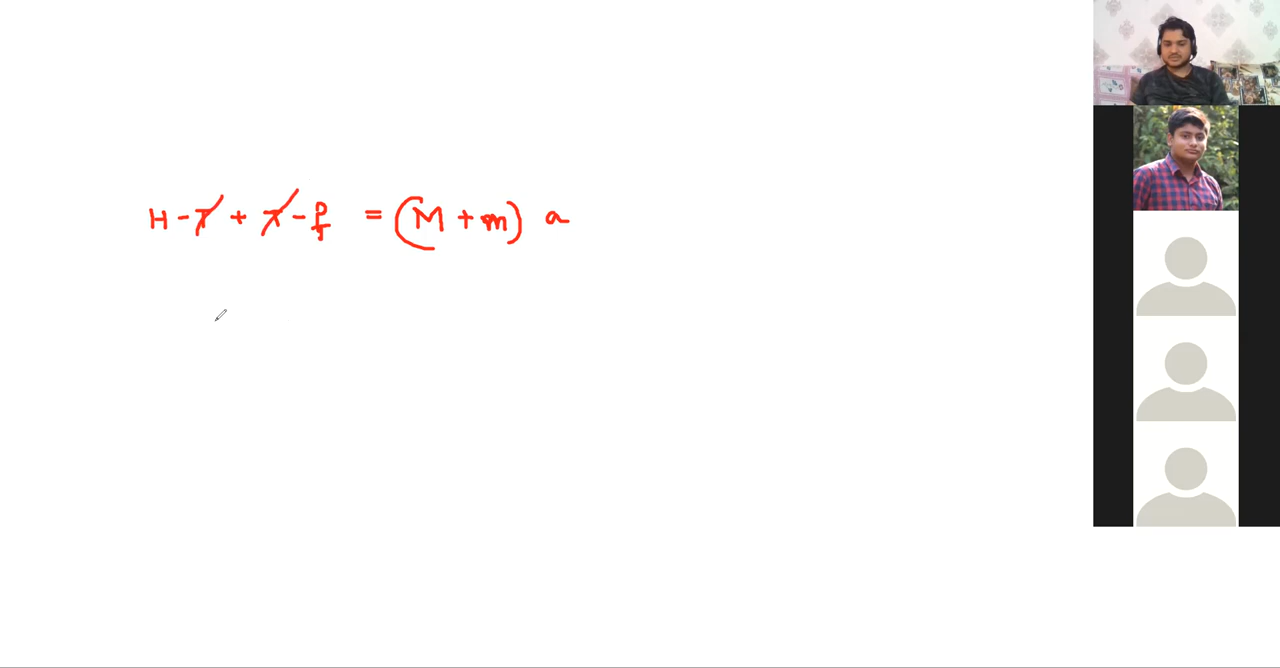 H - T + T - f = (M + m) a